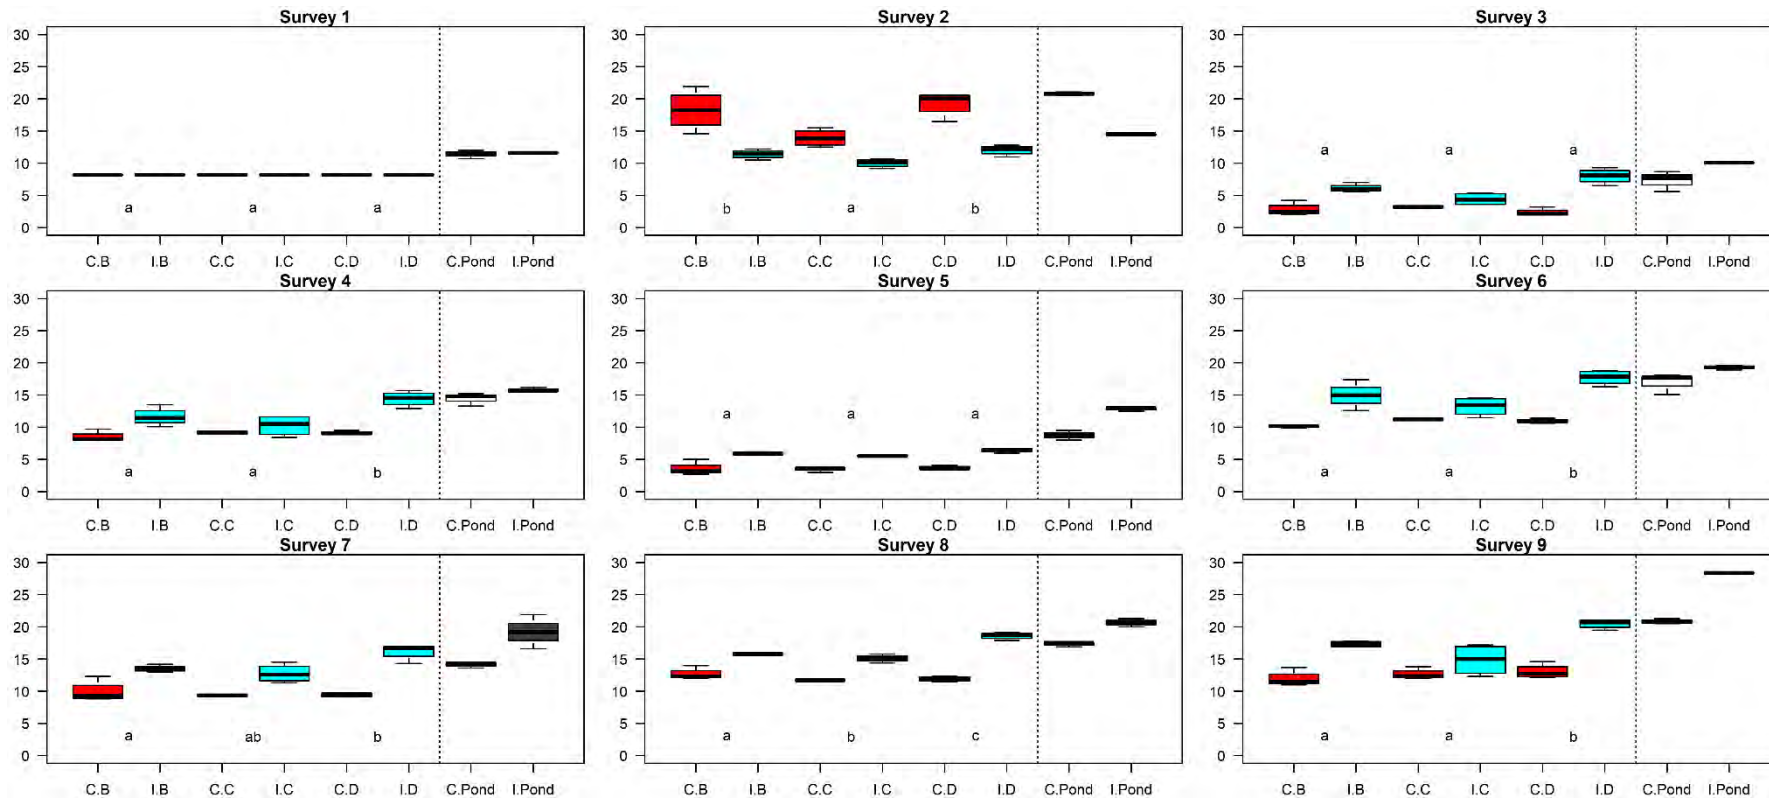 Survey 1
30
25
20
15
10
5
0
a a a
C.B I.B C.C I.C C.D I.D C.Pond I.Pond
Survey 2
30
25
20
15
10
5
0
b a b
C.B I.B C.C I.C C.D I.D C.Pond I.Pond
Survey 3
30
25
20
15
10
5
0
a a a
C.B I.B C.C I.C C.D I.D C.Pond I.Pond
Survey 4
30
25
20
15
10
5
0
a a b
C.B I.B C.C I.C C.D I.D C.Pond I.Pond
Survey 5
30
25
20
15
10
5
0
a a a
C.B I.B C.C I.C C.D I.D C.Pond I.Pond
Survey 6
30
25
20
15
10
5
0
a a b
C.B I.B C.C I.C C.D I.D C.Pond I.Pond
Survey 7
30
25
20
15
10
5
0
a ab b
C.B I.B C.C I.C C.D I.D C.Pond I.Pond
Survey 8
30
25
20
15
10
5
0
a b c
C.B I.B C.C I.C C.D I.D C.Pond I.Pond
Survey 9
30
25
20
15
10
5
0
a a b
C.B I.B C.C I.C C.D I.D C.Pond I.Pond